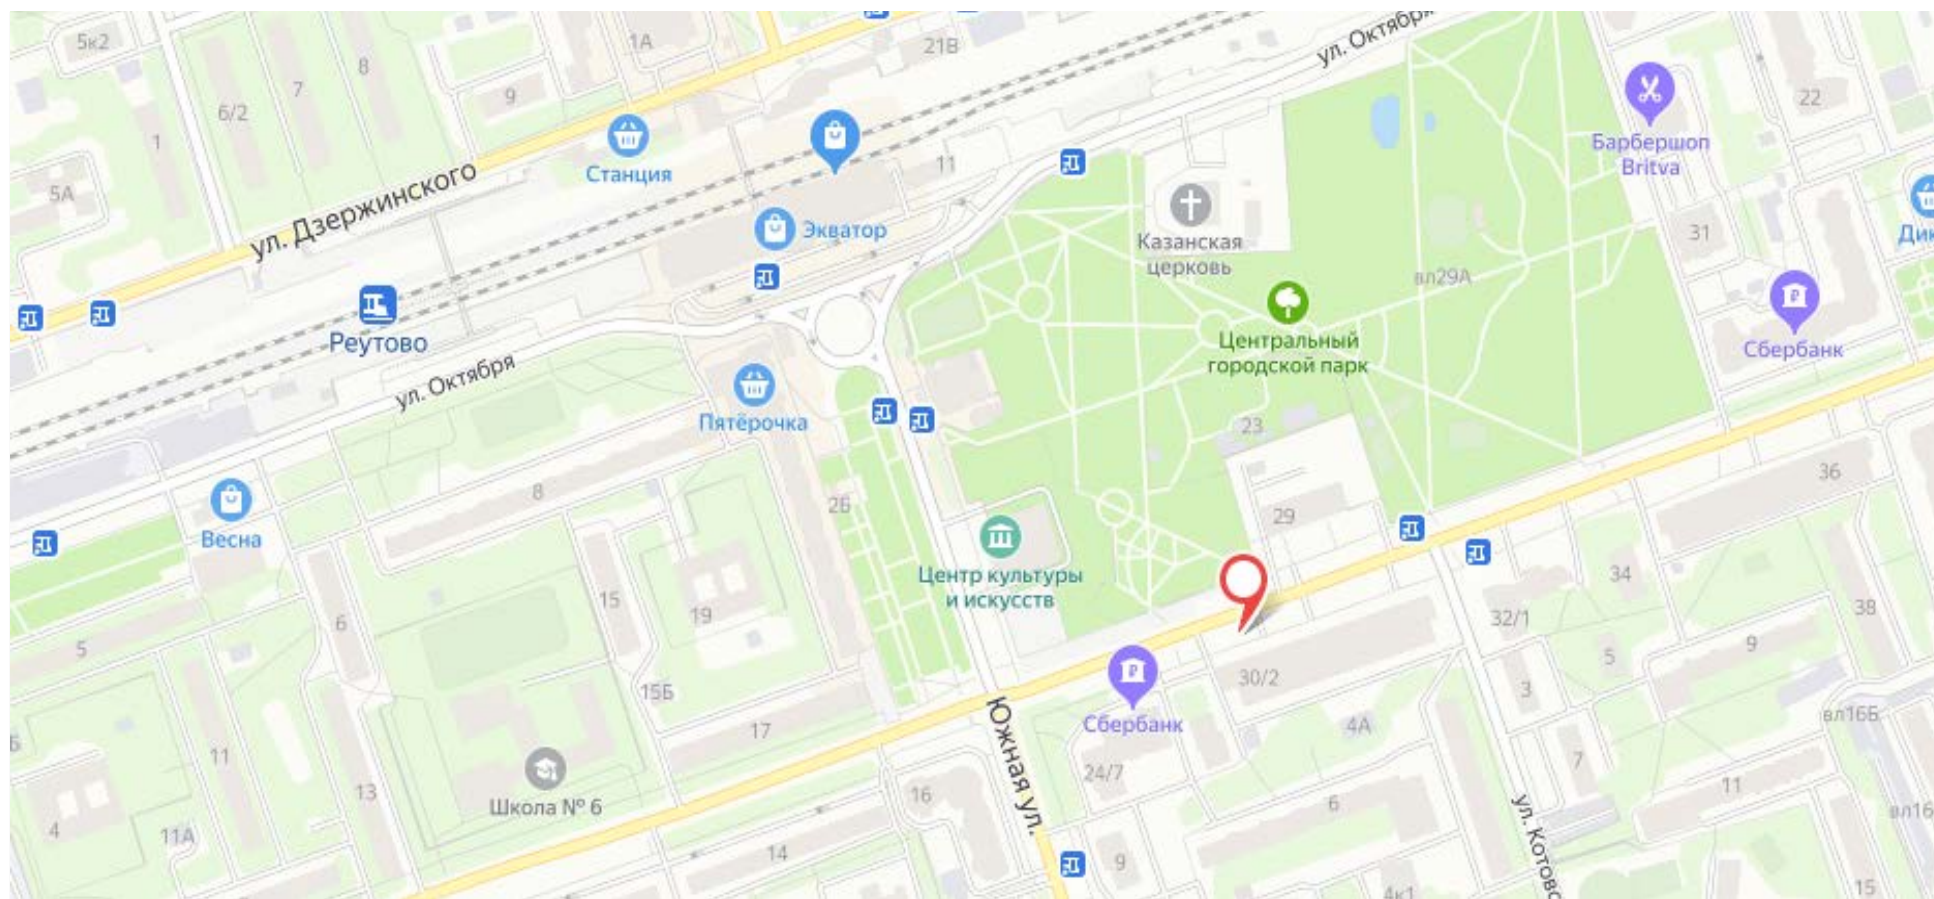 5к2
8
7
6/2
1
5А
1А
9
21В
ул. Октября
22
Барбершоп
Britva
Станция
11
ул. Дзержинского
Экватор
Казанская
церковь
вл29А
31
Реутово
Центральный
городской парк
Сбербанк
ул. Октября
Пятёрочка
23
36
8
2Б
29
Весна
Центр культуры
и искусств
34
32/1
38
15
19
6
5
9
5
3
30/2
15Б
17
Сбербанк
4А
вл16Б
Южная ул.
11
24/7
7
13
Школа № 6
16
6
11
4
11А
14
9
ул. Котовс
4к1
15